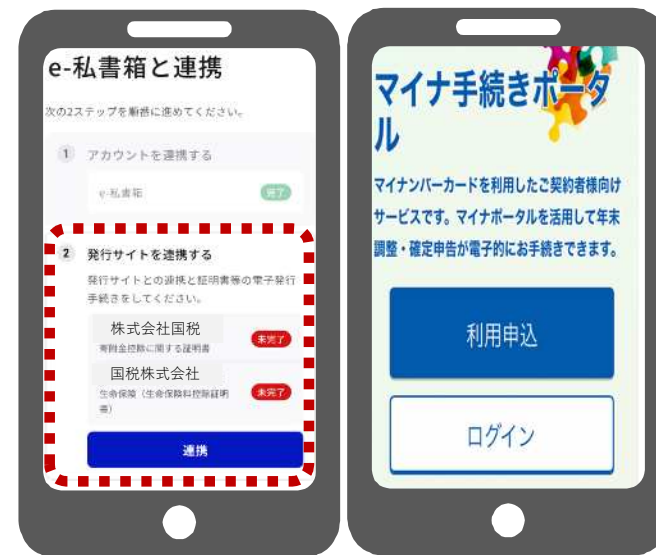 e-私書箱と連携
次の2ステップを順番に進めてください。
1 アカウントを連携する
e-私書箱 完了
2 発行サイトを連携する
発行サイトとの連携と証明書等の電子発行
手続きをしてください。
株式会社国税
寄附金控除に関する証明書
未完了
国税株式会社
生命保険（生命保険料控除証明
書）
未完了
連携
マイナ手続きポータ
ル
マイナンバーカードを利用したご契約者様向け
サービスです。マイナポータルを活用して年末
調整・確定申告が電子的にお手続きできます。
利用申込
ログイン